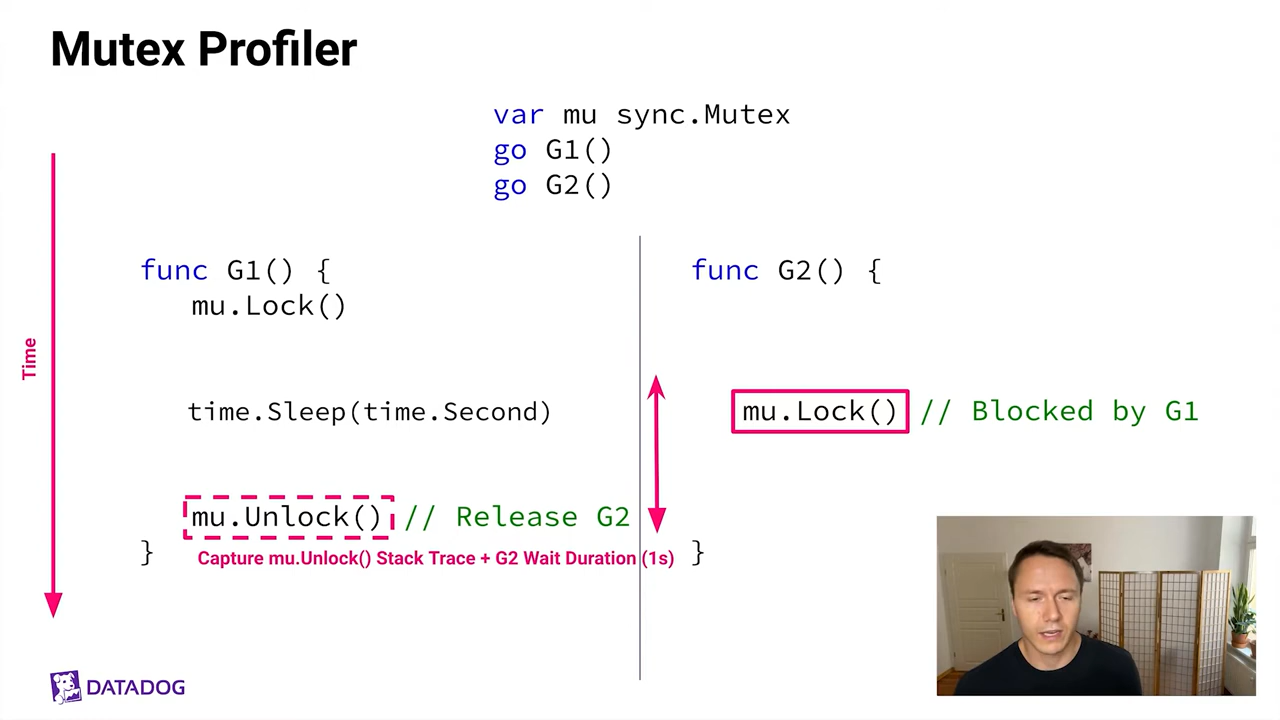 Mutex Profiler
var mu sync.Mutex
go G1()
go G2()
Time
func G1() {
mu.Lock()
time.Sleep(time.Second)
mu.Unlock() // Release G2
}
Capture mu.Unlock() Stack Trace + G2 Wait Duration (1s)
func G2() {
mu.Lock() // Blocked by G1
}
DATADOG